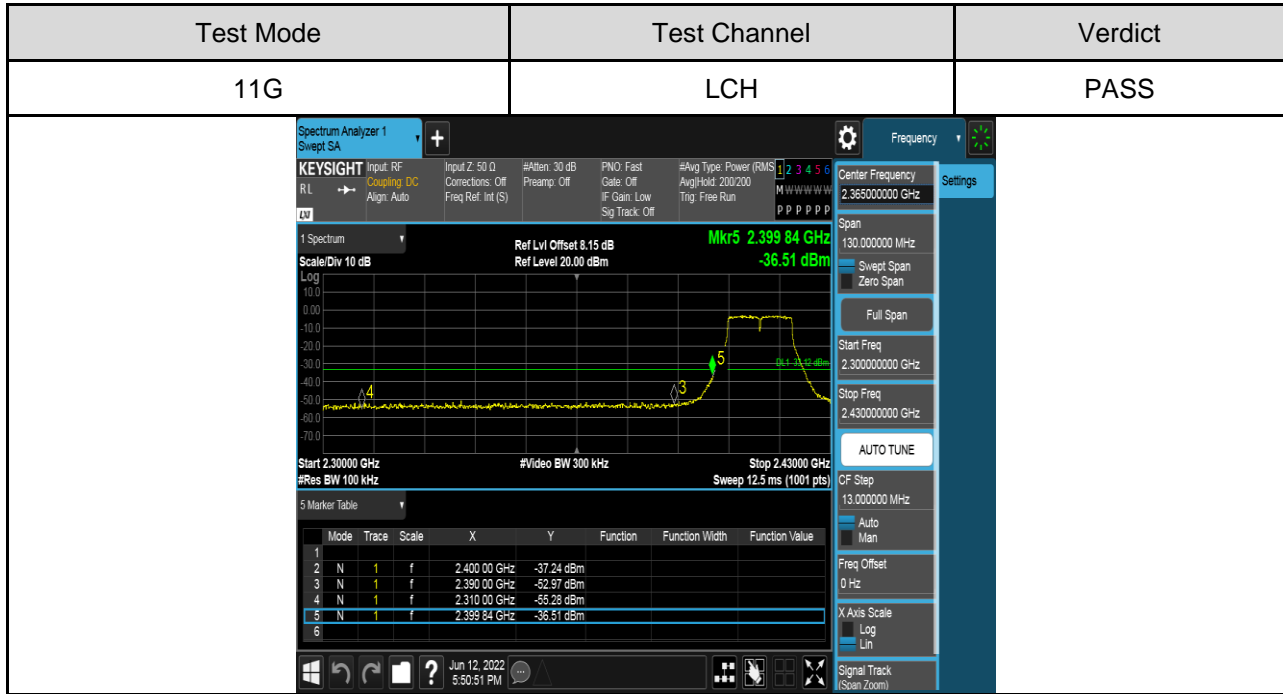 Test Mode Test Channel Verdict
11G LCH PASS
Spectrum Analyzer 1
Swept SA
+
Frequency
KEYSIGHT
RL
LXI
Input: RF
Coupling: DC
Align: Auto
Input Z: 50 Ω
Corrections: Off
Freq Ref: Int (S)
#Atten: 30 dB
Preamp: Off
PNO: Fast
Gate: Off
IF Gain: Low
Sig Track: Off
#Avg Type: Power (RMS
Avg|Hold: 200/200
Trig: Free Run
1 2 3 4 5 6
M W W W W W
P P P P P P
1 Spectrum
Scale/Div 10 dB
Ref Lvl Offset 8.15 dB
Ref Level 20.00 dBm
Mkr5 2.399 84 GHz
-36.51 dBm
Log
10.0
0.00
-10.0
-20.0
-30.0
-40.0
-50.0
-60.0
-70.0
4
3
5
DL1 -33.12 dBm
Start 2.30000 GHz #Video BW 300 kHz Stop 2.43000 GHz
#Res BW 100 kHz Sweep 12.5 ms (1001 pts)
5 Marker Table
Mode Trace Scale X Y Function Function Width Function Value
1
2 N 1 f 2.400 00 GHz -37.24 dBm
3 N 1 f 2.390 00 GHz -52.97 dBm
4 N 1 f 2.310 00 GHz -55.28 dBm
5 N 1 f 2.399 84 GHz -36.51 dBm
6
?
Jun 12, 2022
5:50:51 PM
Center Frequency
2.365000000 GHz
Settings
Span
130.000000 MHz
Swept Span
Zero Span
Full Span
Start Freq
2.300000000 GHz
Stop Freq
2.430000000 GHz
AUTO TUNE
CF Step
13.000000 MHz
Auto
Man
Freq Offset
0 Hz
X Axis Scale
Log
Lin
Signal Track
(Span Zoom)